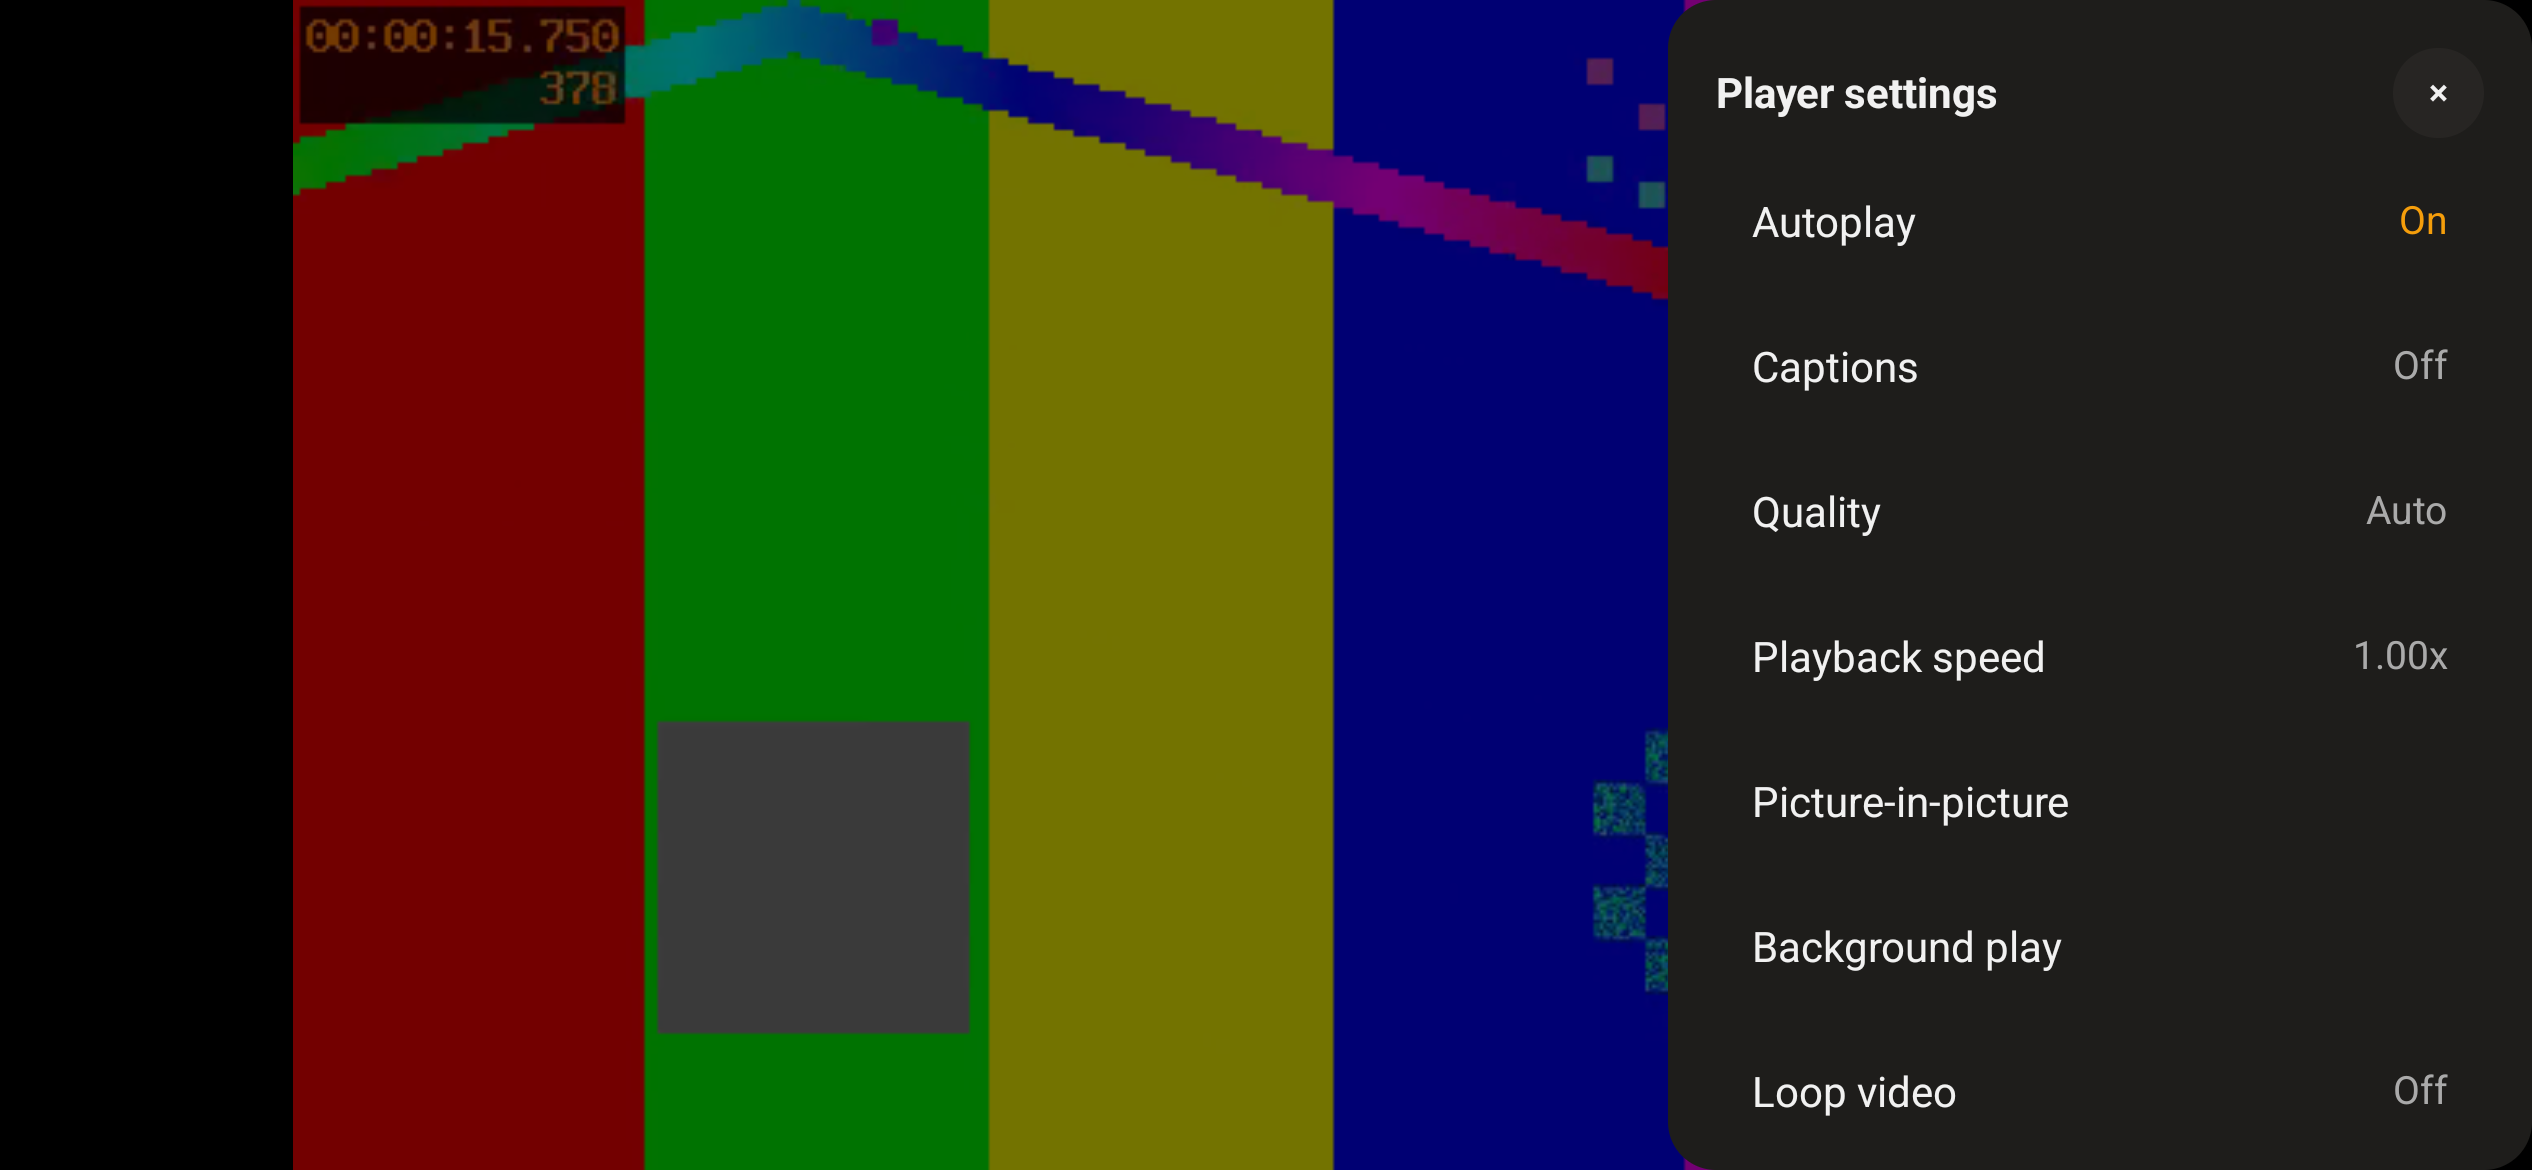 00:00:15.750
378
Player settings
×
Autoplay On
Captions Off
Quality Auto
Playback speed 1.00x
Picture-in-picture
Background play
Loop video Off